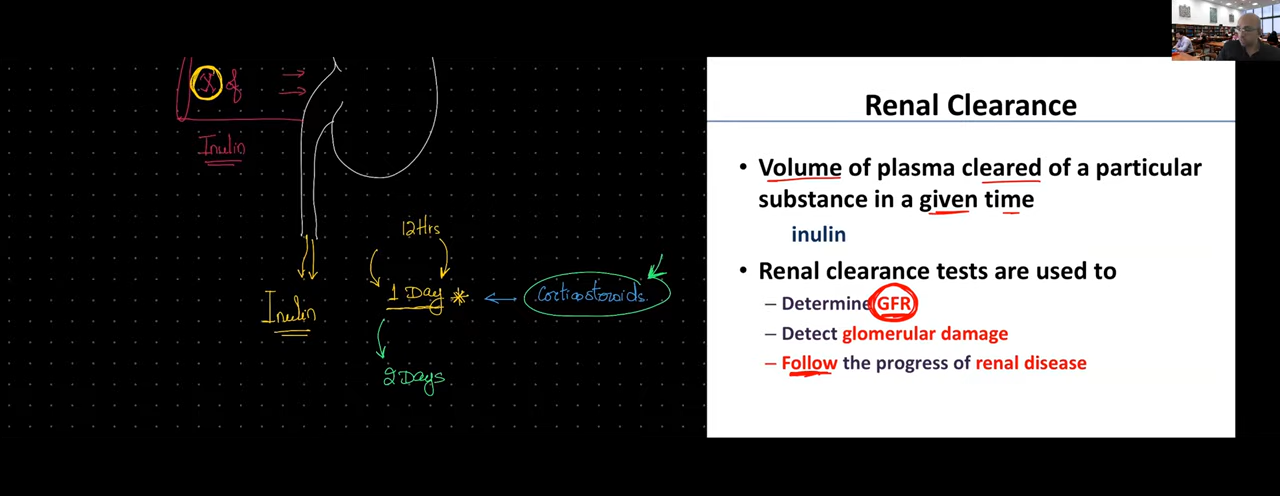 X of
Inulin
12Hrs
1 Day *
Corticosteroids
Inulin
2 Days
Renal Clearance
• Volume of plasma cleared of a particular
substance in a given time
inulin
• Renal clearance tests are used to
– Determine GFR
– Detect glomerular damage
– Follow the progress of renal disease